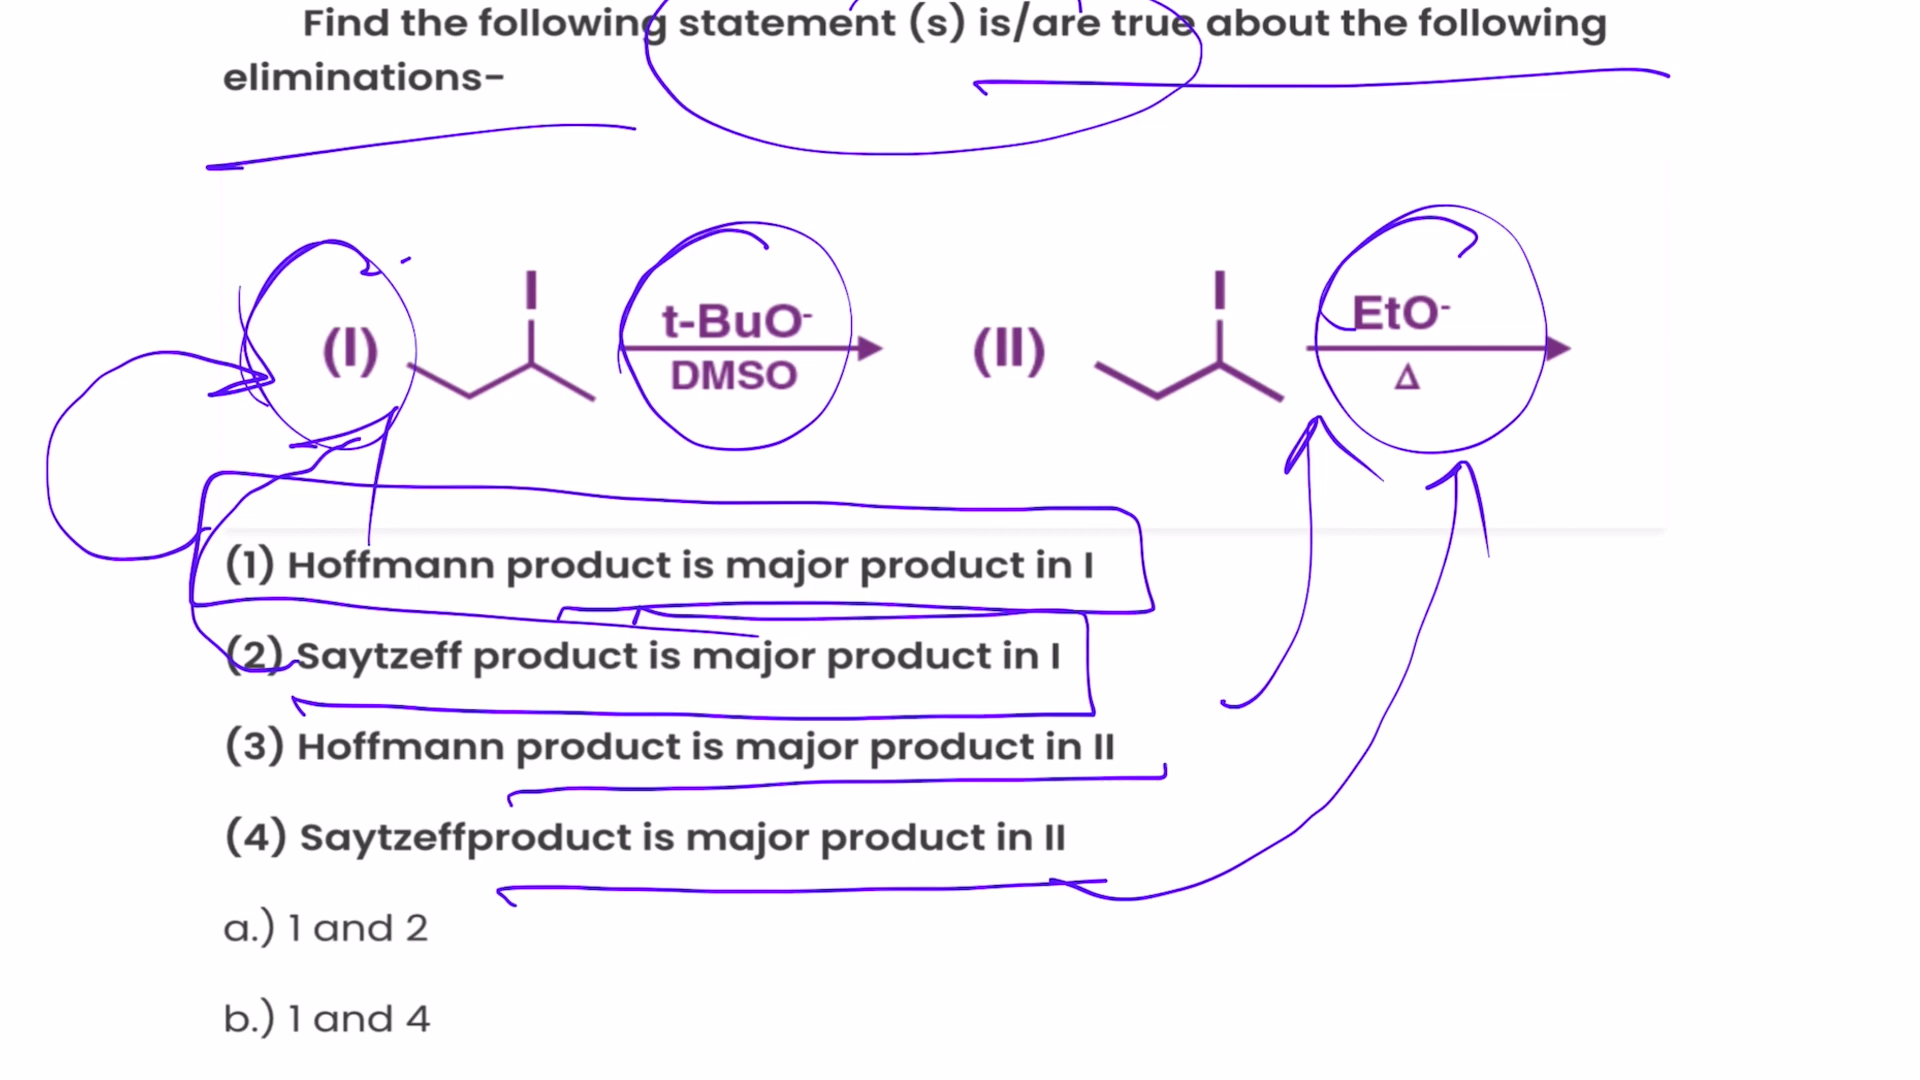 Find the following statement (s) is/are true about the following
eliminations-
(I) I t-BuO- DMSO (II) I EtO- Δ
(1) Hoffmann product is major product in I
(2) Saytzeff product is major product in I
(3) Hoffmann product is major product in II
(4) Saytzeffproduct is major product in II
a.) 1 and 2
b.) 1 and 4